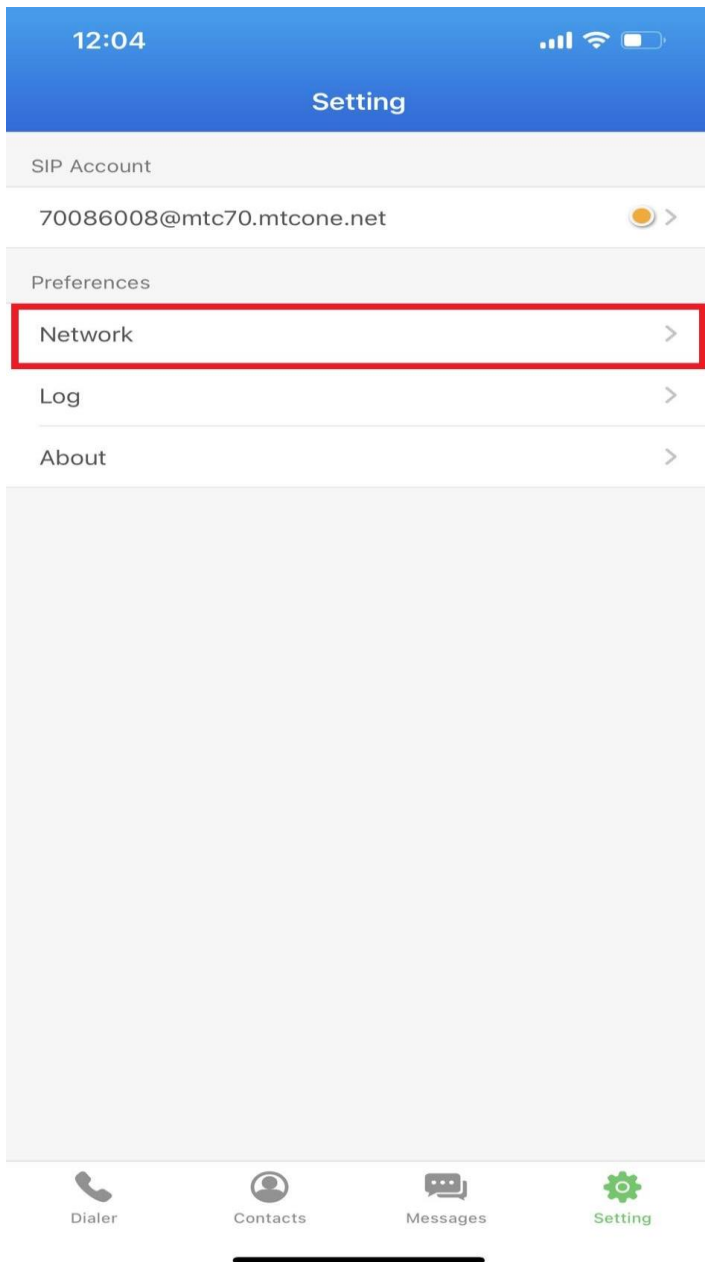 12:04
Setting
SIP Account
70086008@mtc70.mtcone.net
Preferences
Network
Log
About
Dialer
Contacts
Messages
Setting